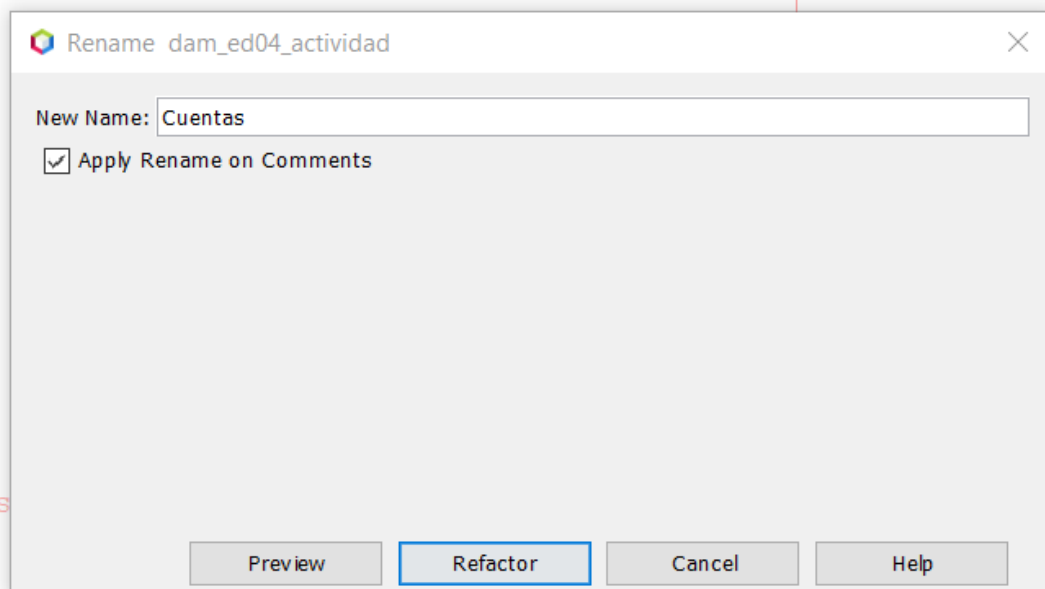 Rename dam_ed04_actividad
New Name: Cuentas
Apply Rename on Comments
s
Preview Refactor Cancel Help